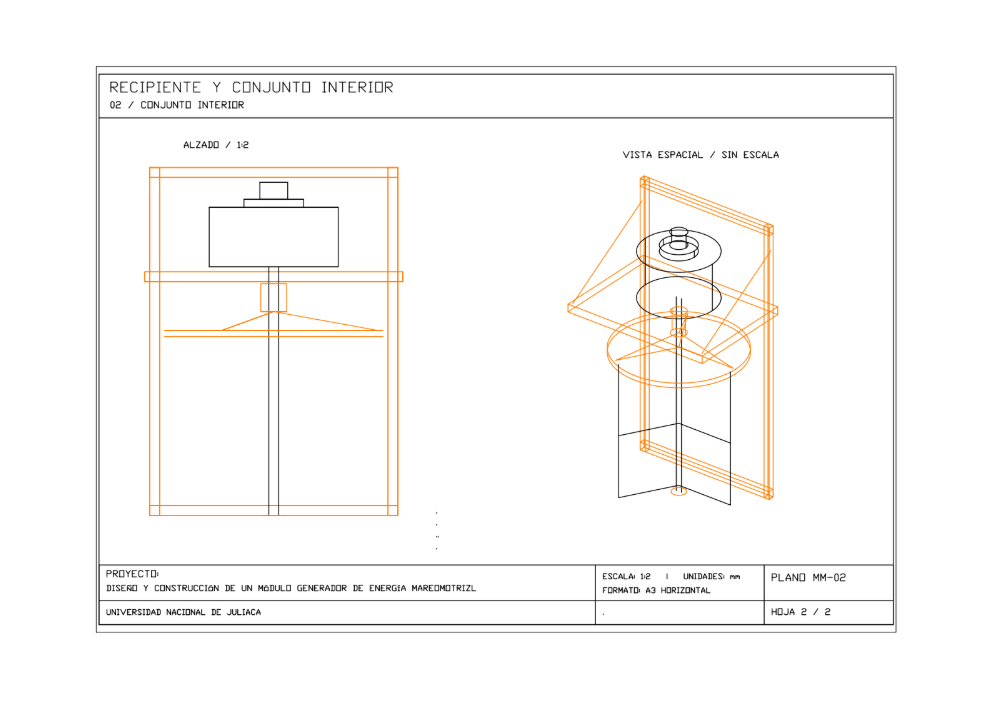 RECIPIENTE Y CONJUNTO INTERIOR
02 / CONJUNTO INTERIOR
ALZADO / 1:2
VISTA ESPACIAL / SIN ESCALA
PROYECTO:
DISEÑO Y CONSTRUCCIóN DE UN MóDULO GENERADOR DE ENERGíA MAREOMOTRIZL
UNIVERSIDAD NACIONAL DE JULIACA
ESCALA: 1:2 | UNIDADES: mm
FORMATO: A3 HORIZONTAL
.
PLANO MM-02
HOJA 2 / 2